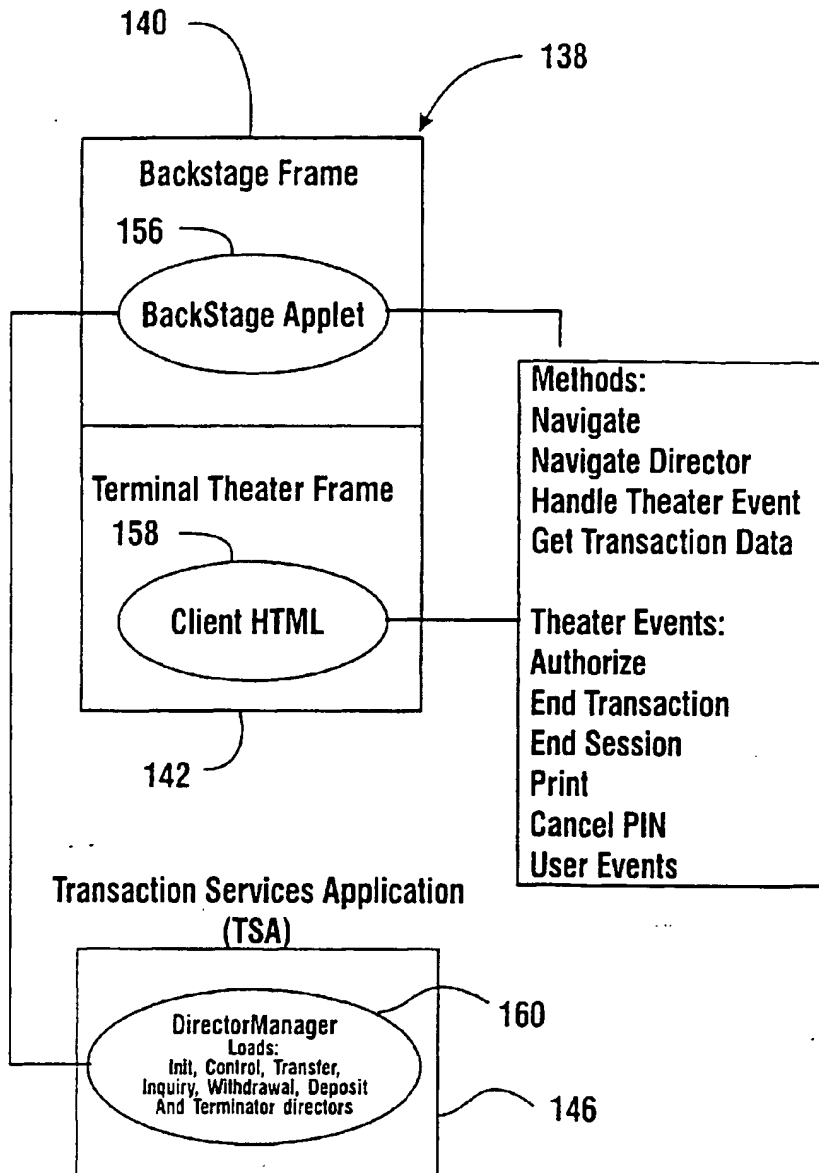 140
138
Backstage Frame
156
BackStage Applet
Methods:
Navigate
Navigate Director
Handle Theater Event
Get Transaction Data
Terminal Theater Frame
158
Client HTML
Theater Events:
Authorize
End Transaction
End Session
Print
Cancel PIN
User Events
142
Transaction Services Application
(TSA)
DirectorManager
Loads:
Init, Control, Transfer,
Inquiry, Withdrawal, Deposit
And Terminator directors
160
146